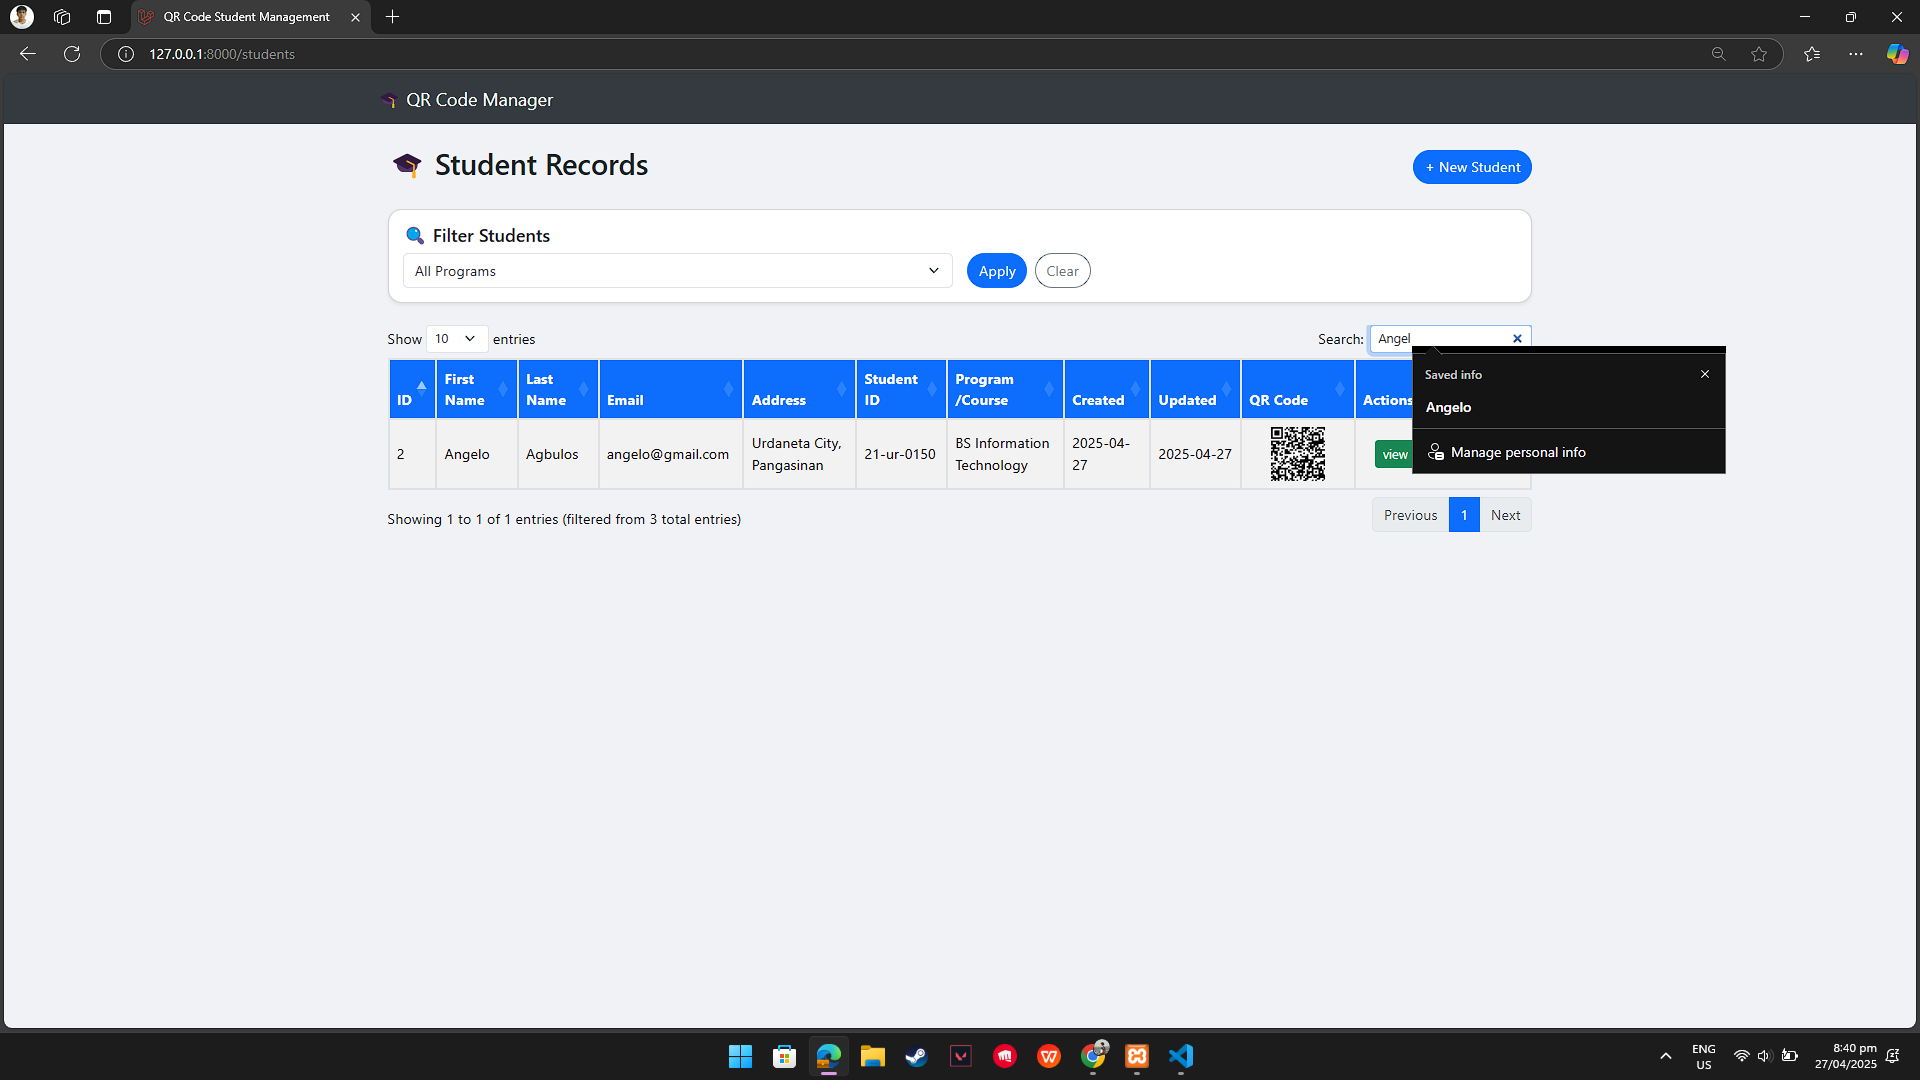 QR Code Student Management
127.0.0.1:8000/students
QR Code Manager
Student Records
+ New Student
Filter Students
All Programs
Apply
Clear
Show 10 entries
Search: Angel
Saved info
Angelo
Manage personal info
ID
First Name
Last Name
Email
Address
Student ID
Program /Course
Created
Updated
QR Code
Actions
2
Angelo
Agbulos
angelo@gmail.com
Urdaneta City,
Pangasinan
21-ur-0150
BS Information
Technology
2025-04-
27
2025-04-27
view
Showing 1 to 1 of 1 entries (filtered from 3 total entries)
Previous
1
Next
ENG
US
8:40 pm
27/04/2025